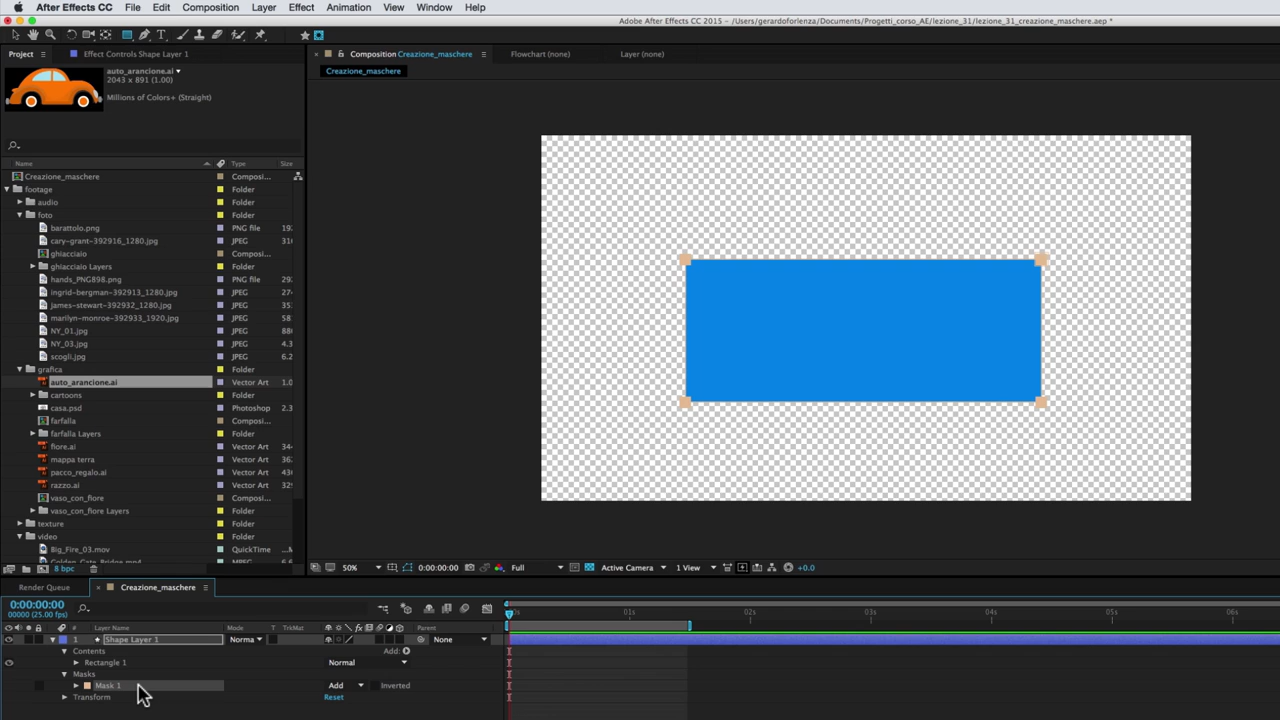 After Effects CC File Edit Composition Layer Effect Animation View Window Help
Adobe After Effects CC 2015 - /Users/gerardoforlenza/Documents/Progetti_corso_AE/lezione_31/lezione_31_creazione_maschere.aep *
Project Effect Controls Shape Layer 1 Composition Creazione_maschere Flowchart (none) Layer (none)
auto_arancione.ai
2043 x 891 (1.00)
Millions of Colors+ (Straight)
Creazione_maschere
Name Type Size
Creazione_maschere Composi...
footage Folder
audio Folder
foto Folder
barattolo.png PNG file 192
cary-grant-392916_1280.jpg JPEG
ghiacciaio Composi...
ghiacciaio Layers Folder
hands_PNG898.png PNG file 292
ingrid-bergman-392913_1280.jpg JPEG
james-stewart-392932_1280.jpg JPEG
marilyn-monroe-392933_1920.jpg JPEG
NY_01.jpg JPEG
NY_03.jpg JPEG
scogli.jpg JPEG
grafica Folder
auto_arancione.ai Vector Art
cartoons Folder
casa.psd Photoshop
farfalla Composi...
farfalla Layers Folder
fiore.ai Vector Art
mappa terra Vector Art
pacco_regalo.ai Vector Art
razzo.ai Vector Art
vaso_con_fiore Composi...
vaso_con_fiore Layers Folder
texture Folder
video Folder
Big_Fire_03.mov QuickTime
Golden_Gate_Bridge.mp4 MPEG
8 bpc
50% 0:00:00:00 Full Active Camera 1 View +0.0
Render Queue Creazione_maschere
0:00:00:00
00000 (25.00 fps)
01s 02s 03s 04s 05s 06s
# Layer Name Mode T TrkMat Parent
1 Shape Layer 1 Norma None
Contents Add:
Rectangle 1 Normal
Masks
Mask 1 Add Inverted
Transform Reset